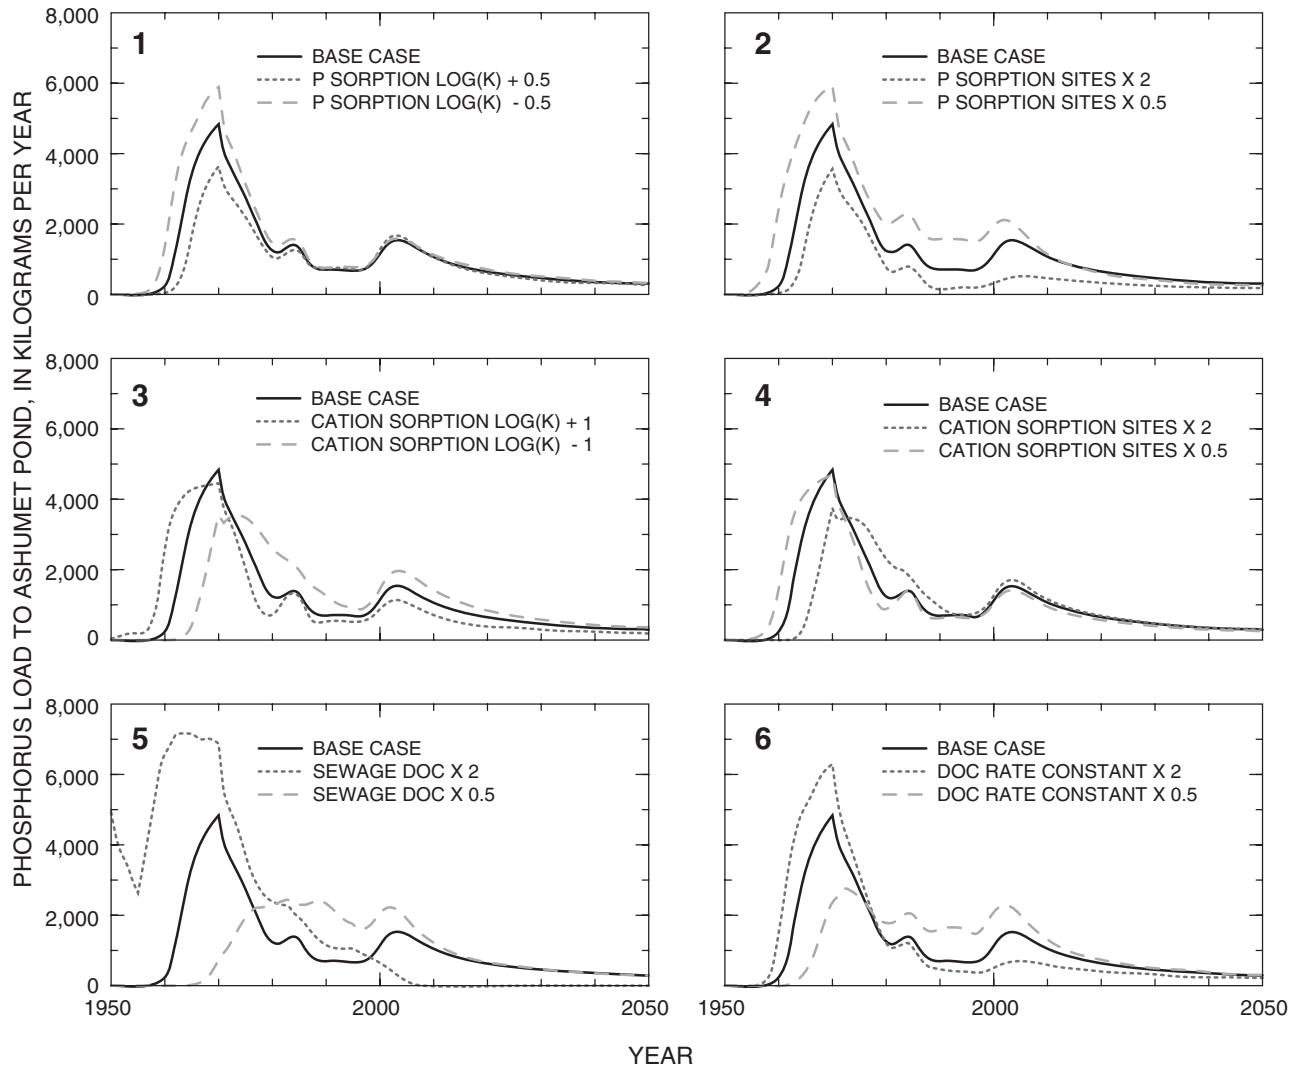 PHOSPHORUS LOAD TO ASHUMET POND, IN KILOGRAMS PER YEAR
8,000
6,000
4,000
2,000
0
1
BASE CASE
P SORPTION LOG(K) + 0.5
P SORPTION LOG(K) - 0.5
2
BASE CASE
P SORPTION SITES X 2
P SORPTION SITES X 0.5
8,000
6,000
4,000
2,000
0
3
BASE CASE
CATION SORPTION LOG(K) + 1
CATION SORPTION LOG(K) - 1
4
BASE CASE
CATION SORPTION SITES X 2
CATION SORPTION SITES X 0.5
8,000
6,000
4,000
2,000
0
5
BASE CASE
SEWAGE DOC X 2
SEWAGE DOC X 0.5
6
BASE CASE
DOC RATE CONSTANT X 2
DOC RATE CONSTANT X 0.5
1950 2000 2050
1950 2000 2050
YEAR